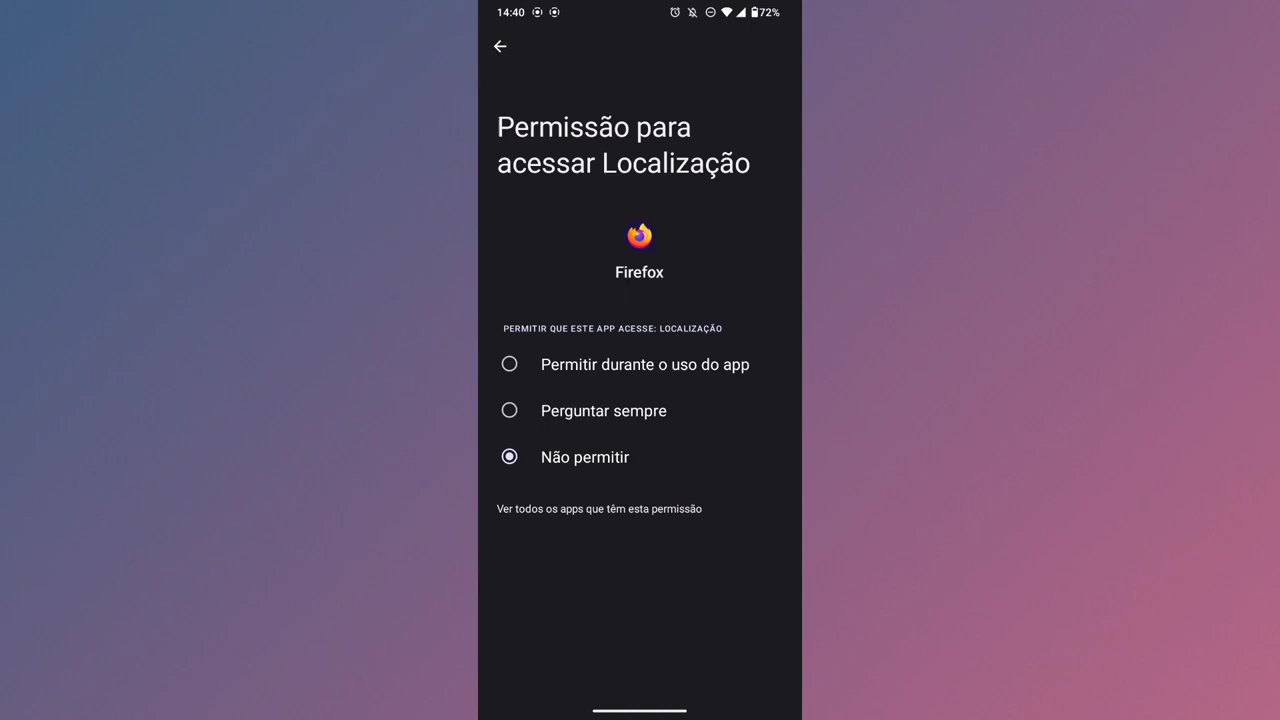 14:40
72%
Permissão para
acessar Localização
Firefox
PERMITIR QUE ESTE APP ACESSE: LOCALIZAÇÃO
Permitir durante o uso do app
Perguntar sempre
Não permitir
Ver todos os apps que têm esta permissão